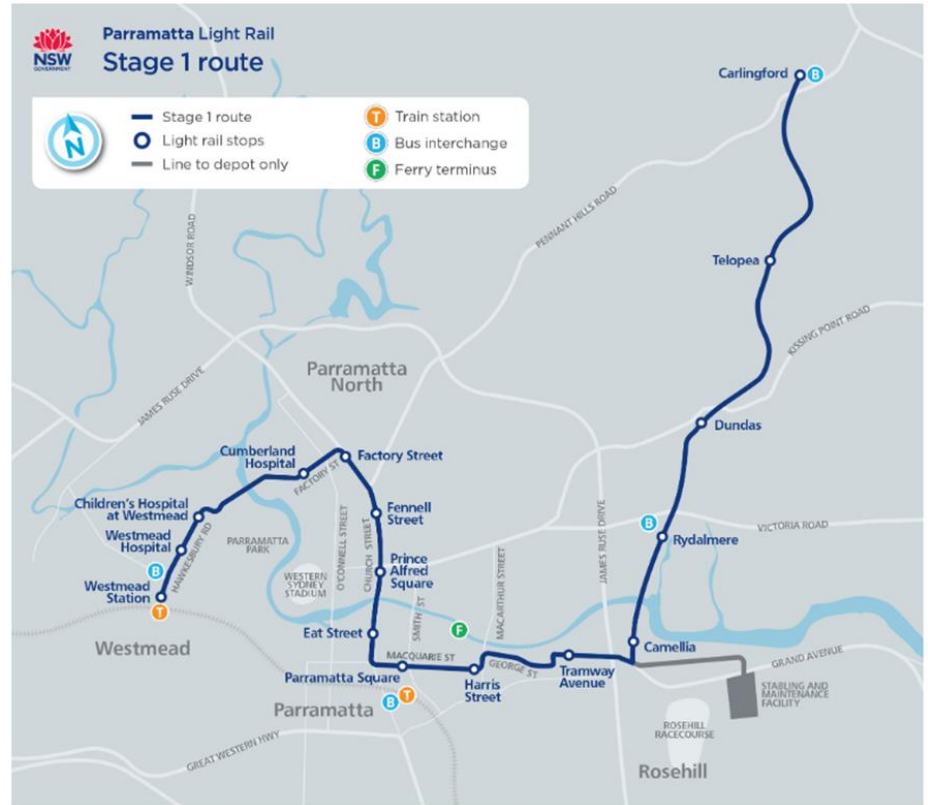 Parramatta Light Rail
Stage 1 route
NSW
GOVERNMENT
N
Stage 1 route
Light rail stops
Line to depot only
T Train station
B Bus interchange
F Ferry terminus
Carlingford
B
WINDSOR ROAD
PENNANT HILLS ROAD
Telopea
KISSING POINT ROAD
JAMES RUSE DRIVE
Parramatta
North
Dundas
Cumberland
Hospital
FACTORY ST
Factory Street
Children's Hospital
at Westmead
Westmead
Hospital
HAWKESBURY RD
B
Westmead
Station
T
Westmead
PARRAMATTA
PARK
WESTERN
SYDNEY
STADIUM
O'CONNELL STREET
CHURCH STREET
Fennell
Street
Prince
Alfred
Square
SMITH ST
MACARTHUR STREET
JAMES RUSE DRIVE
B
VICTORIA ROAD
Rydalmere
Eat Street
F
MACQUARIE ST
Parramatta Square
GEORGE ST
Harris
Street
Tramway
Avenue
Camellia
GRAND AVENUE
STABLING AND
MAINTENANCE
FACILITY
Parramatta
B
T
GREAT WESTERN HWY
ROSEHILL
RACECOURSE
Rosehill